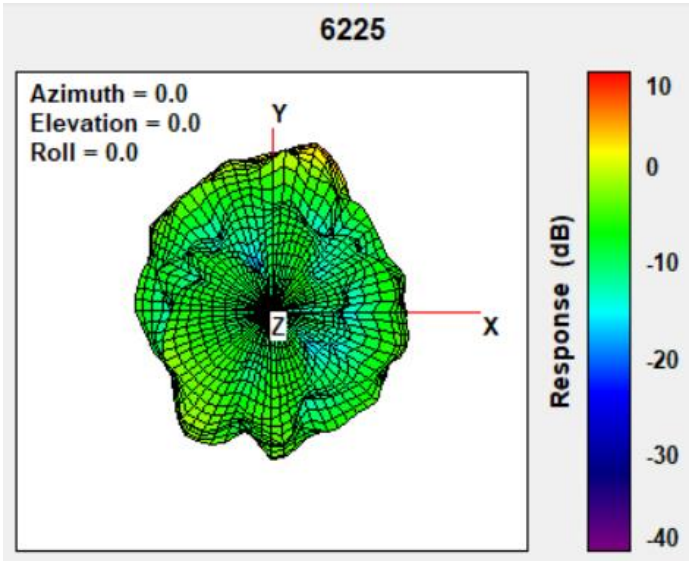 6225
Azimuth = 0.0
Elevation = 0.0
Roll = 0.0
Y
Z
X
Response (dB)
10
0
-10
-20
-30
-40